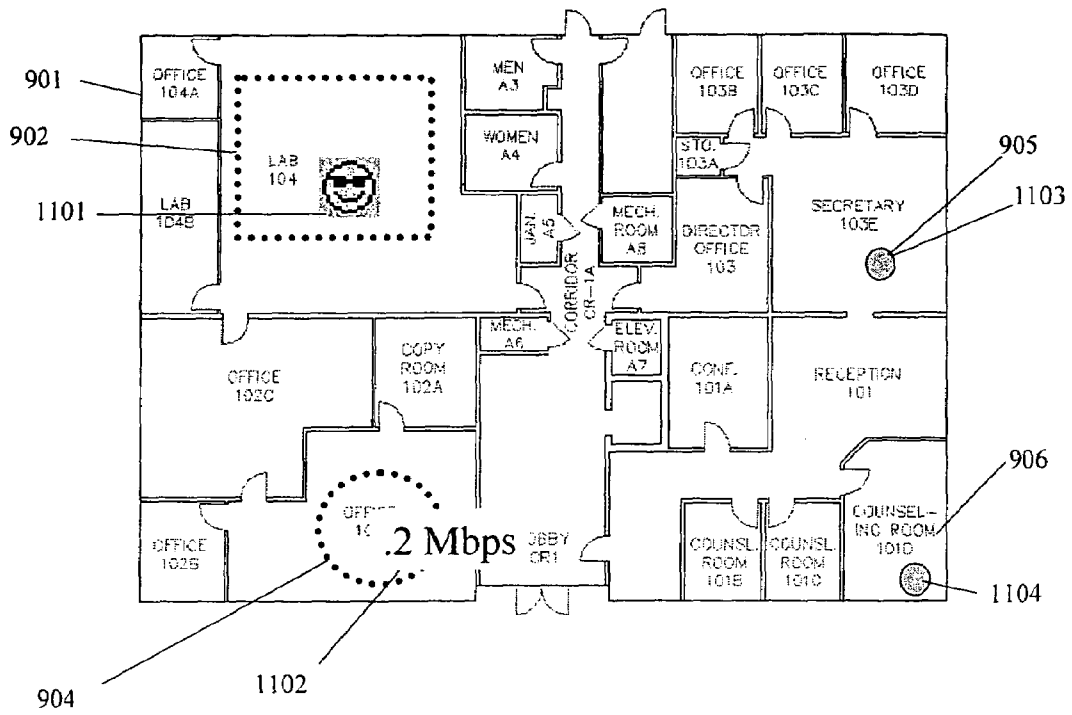 901
902
1101
904
1102
905
1103
906
1104
OFFICE
104A
LAB
104
LAB
104B
MEN
A3
WOMEN
A4
JAN.
A5
MECH.
ROOM
A8
CORRIDOR
CR-1A
OFFICE
103B
OFFICE
103C
OFFICE
103D
STO.
103A
DIRECTOR
OFFICE
103
SECRETARY
103E
MECH.
A6
ELEV.
ROOM
A7
OFFICE
102C
COPY
ROOM
102A
CONF.
101A
RECEPTION
101
OFFICE
102B
.2 Mbps
CR1
COUNSL.
ROOM
101B
COUNSL.
ROOM
101C
COUNSEL-
ING ROOM
101D